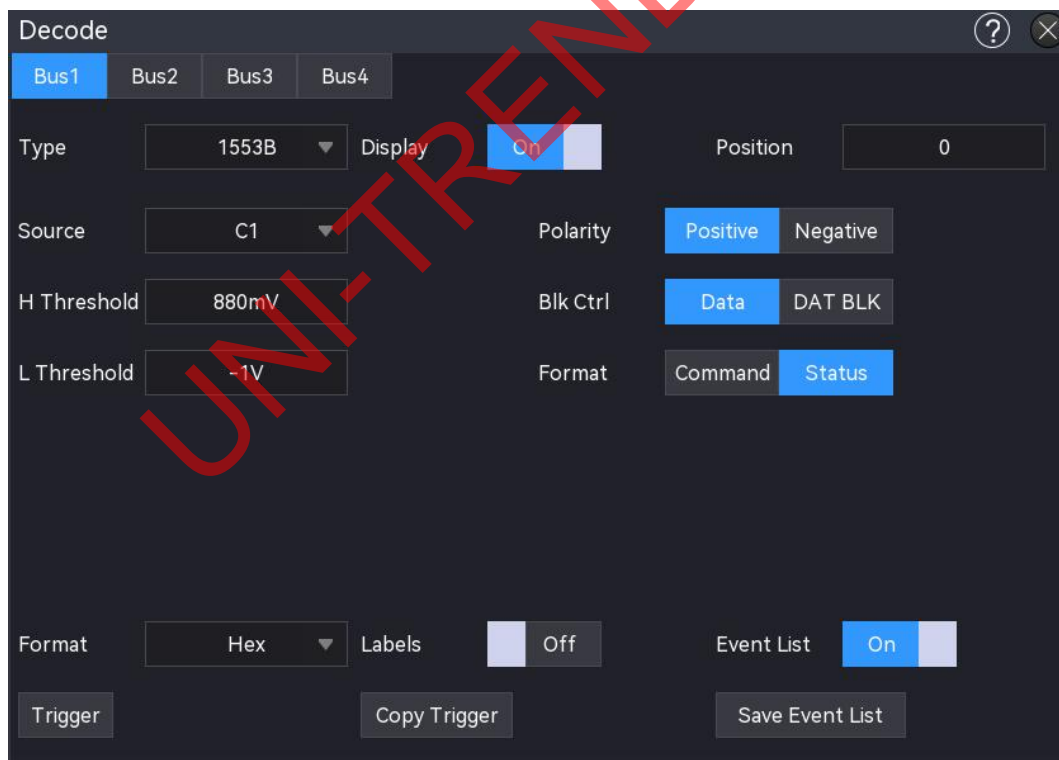 Decode ?
Bus1 Bus2 Bus3 Bus4
Type 1553B Display On Position 0
Source C1 Polarity Positive Negative
H Threshold 880mV Blk Ctrl Data DAT BLK
L Threshold -1V Format Command Status
Format Hex Labels Off Event List On
Trigger Copy Trigger Save Event List
UNI-TREND